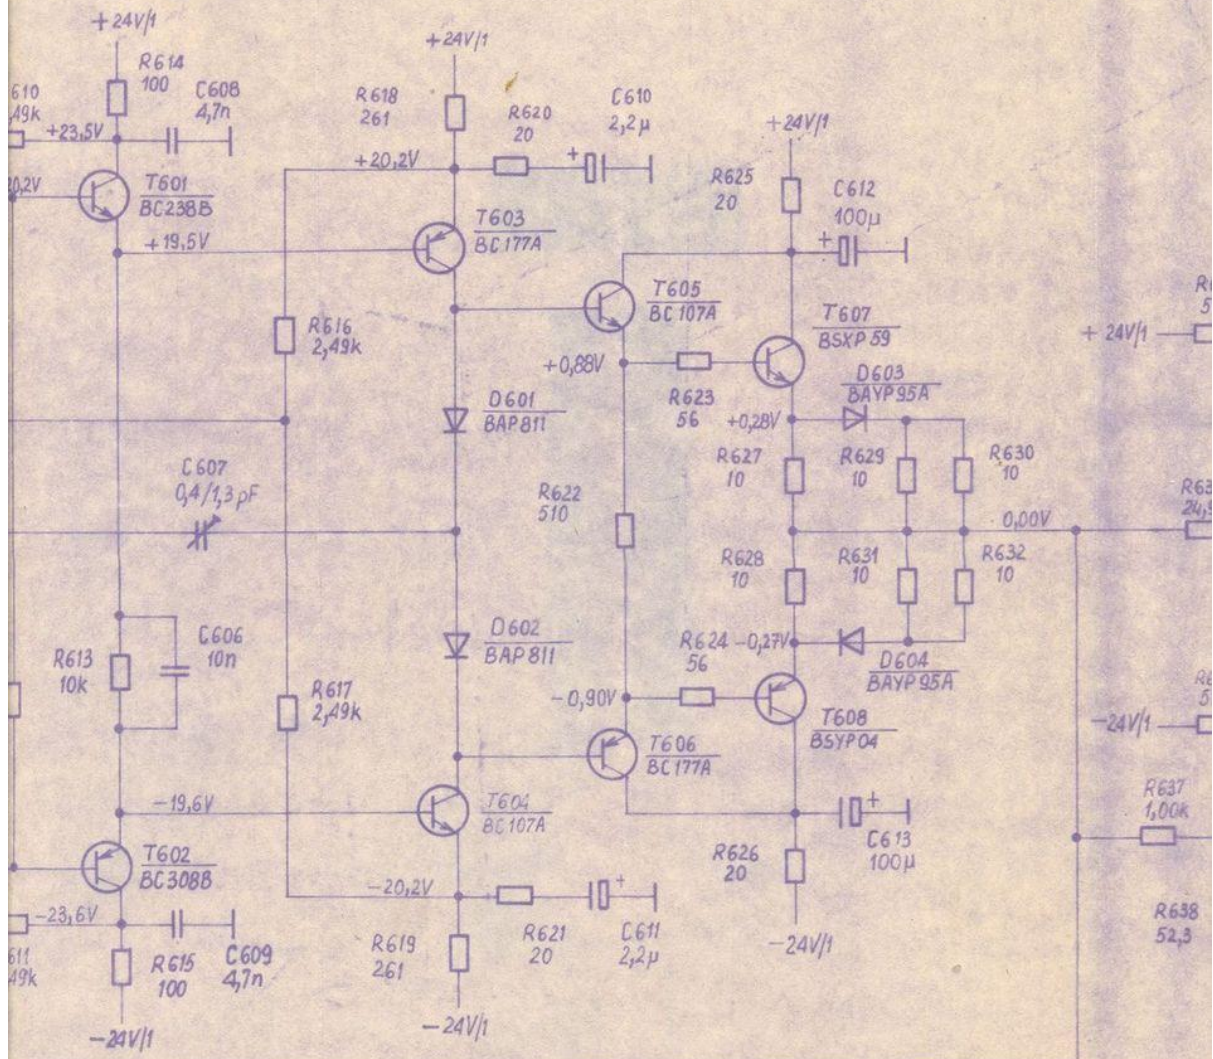 +24V/1
R614
100
C608
4,7n
610
,49k
+23,5V
20,2V
T601
BC238B
+19,5V
+24V/1
R618
261
R620
20
C610
2,2µ
+
+20,2V
T603
BC177A
R616
2,49k
D601
BAP811
C607
0,4/1,3pF
+24V/1
R625
20
C612
100µ
+
T605
BC107A
T607
BSXP59
+0,88V
R623
56
+0,28V
D603
BAYP95A
R627
10
R629
10
R630
10
R622
510
0,00V
R628
10
R631
10
R632
10
+24V/1
24,9
R613
10k
C606
10n
R617
2,49k
D602
BAP811
R624
56
-0,27V
D604
BAYP95A
-0,90V
T606
BC177A
T608
BSYP04
-24V/1
-19,6V
T604
BC107A
T602
BC308B
+
C613
100µ
R626
20
-24V/1
R637
1,00k
R638
52,3
-20,2V
+
R621
20
C611
2,2µ
R619
261
-24V/1
-23,6V
611
49k
R615
100
C609
4,7n
-24V/1